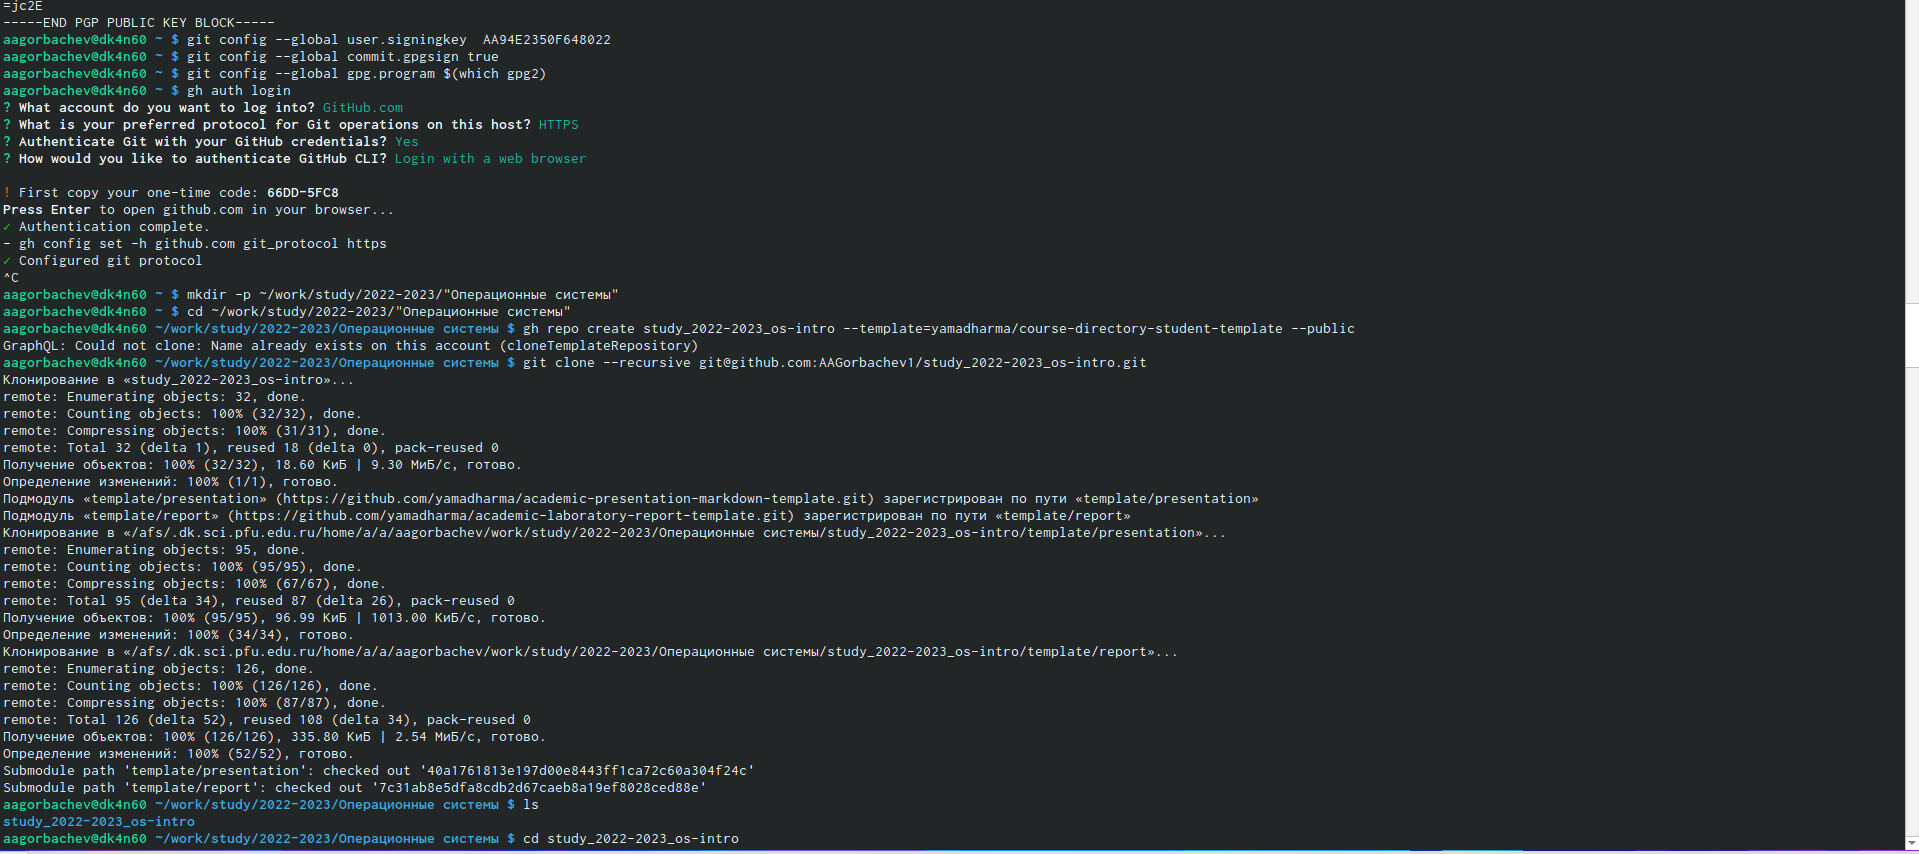 =jc2E
-----END PGP PUBLIC KEY BLOCK-----
aagorbachev@dk4n60 ~ $ git config --global user.signingkey  AA94E2350F648022
aagorbachev@dk4n60 ~ $ git config --global commit.gpgsign true
aagorbachev@dk4n60 ~ $ git config --global gpg.program $(which gpg2)
aagorbachev@dk4n60 ~ $ gh auth login
? What account do you want to log into? GitHub.com
? What is your preferred protocol for Git operations on this host? HTTPS
? Authenticate Git with your GitHub credentials? Yes
? How would you like to authenticate GitHub CLI? Login with a web browser
! First copy your one-time code: 66DD-5FC8
Press Enter to open github.com in your browser...
✓ Authentication complete.
- gh config set -h github.com git_protocol https
✓ Configured git protocol
^C
aagorbachev@dk4n60 ~ $ mkdir -p ~/work/study/2022-2023/"Операционные системы"
aagorbachev@dk4n60 ~ $ cd ~/work/study/2022-2023/"Операционные системы"
aagorbachev@dk4n60 ~/work/study/2022-2023/Операционные системы $ gh repo create study_2022-2023_os-intro --template=yamadharma/course-directory-student-template --public
GraphQL: Could not clone: Name already exists on this account (cloneTemplateRepository)
aagorbachev@dk4n60 ~/work/study/2022-2023/Операционные системы $ git clone --recursive git@github.com:AAGorbachev1/study_2022-2023_os-intro.git
Клонирование в «study_2022-2023_os-intro»...
remote: Enumerating objects: 32, done.
remote: Counting objects: 100% (32/32), done.
remote: Compressing objects: 100% (31/31), done.
remote: Total 32 (delta 1), reused 18 (delta 0), pack-reused 0
Получение объектов: 100% (32/32), 18.60 КиБ | 9.30 МиБ/с, готово.
Определение изменений: 100% (1/1), готово.
Подмодуль «template/presentation» (https://github.com/yamadharma/academic-presentation-markdown-template.git) зарегистрирован по пути «template/presentation»
Подмодуль «template/report» (https://github.com/yamadharma/academic-laboratory-report-template.git) зарегистрирован по пути «template/report»
Клонирование в «/afs/.dk.sci.pfu.edu.ru/home/a/a/aagorbachev/work/study/2022-2023/Операционные системы/study_2022-2023_os-intro/template/presentation»...
remote: Enumerating objects: 95, done.
remote: Counting objects: 100% (95/95), done.
remote: Compressing objects: 100% (67/67), done.
remote: Total 95 (delta 34), reused 87 (delta 26), pack-reused 0
Получение объектов: 100% (95/95), 96.99 КиБ | 1013.00 КиБ/с, готово.
Определение изменений: 100% (34/34), готово.
Клонирование в «/afs/.dk.sci.pfu.edu.ru/home/a/a/aagorbachev/work/study/2022-2023/Операционные системы/study_2022-2023_os-intro/template/report»...
remote: Enumerating objects: 126, done.
remote: Counting objects: 100% (126/126), done.
remote: Compressing objects: 100% (87/87), done.
remote: Total 126 (delta 52), reused 108 (delta 34), pack-reused 0
Получение объектов: 100% (126/126), 335.80 КиБ | 2.54 МиБ/с, готово.
Определение изменений: 100% (52/52), готово.
Submodule path 'template/presentation': checked out '40a1761813e197d00e8443ff1ca72c60a304f24c'
Submodule path 'template/report': checked out '7c31ab8e5dfa8cdb2d67caeb8a19ef8028ced88e'
aagorbachev@dk4n60 ~/work/study/2022-2023/Операционные системы $ ls
study_2022-2023_os-intro
aagorbachev@dk4n60 ~/work/study/2022-2023/Операционные системы $ cd study_2022-2023_os-intro